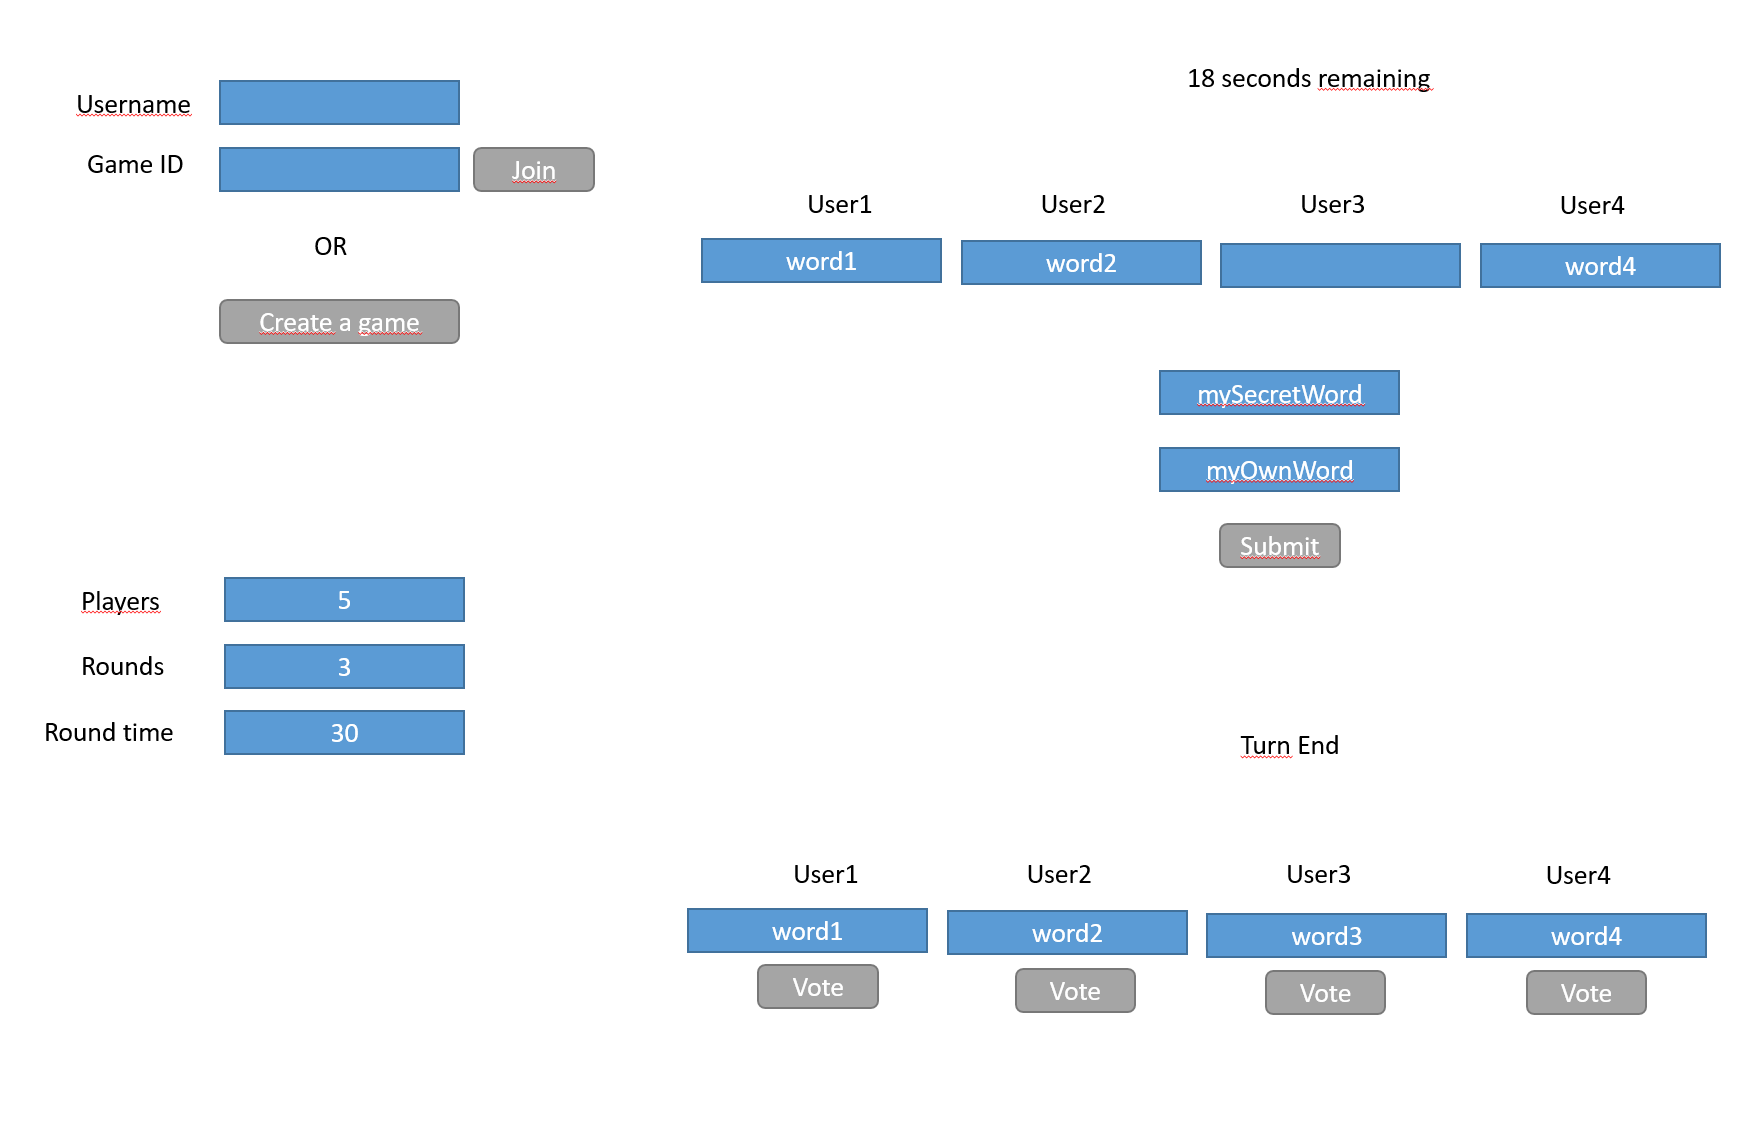 Username
Game ID
Join
OR
Create a game
Players
5
Rounds
3
Round time
30
18 seconds remaining
User1 User2 User3 User4
word1 word2 word4
mySecretWord
myOwnWord
Submit
Turn End
User1 User2 User3 User4
word1 word2 word3 word4
Vote Vote Vote Vote